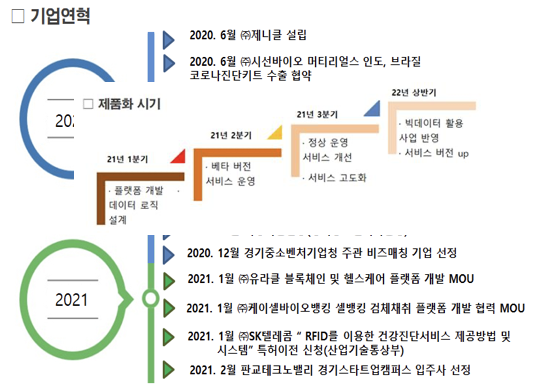 기업연혁
2020. 6월 ㈜제니클 설립
2020. 6월 ㈜시선바이오 머티리얼스 인도, 브라질
코로나진단키트 수출 협약
제품화 시기
22년 상반기
· 빅데이터 활용
사업 반영
· 서비스 버전 up
21년 3분기
· 정상 운영
서비스 개선
· 서비스 고도화
21년 2분기
· 베타 버전
서비스 운영
21년 1분기
· 플랫폼 개발 ·
데이터 로직
설계
2020. 12월 경기중소벤처기업청 주관 비즈매칭 기업 선정
2021
2021. 1월 ㈜유라클 블록체인 및 헬스케어 플랫폼 개발 MOU
2021. 1월 ㈜케이셀바이오뱅킹 셀뱅킹 검체채취 플랫폼 개발 협력 MOU
2021. 1월 ㈜SK텔레콤 “ RFID를 이용한 건강진단서비스 제공방법 및
시스템” 특허이전 신청(산업기술통상부)
2021. 2월 판교테크노밸리 경기스타트업캠퍼스 입주사 선정